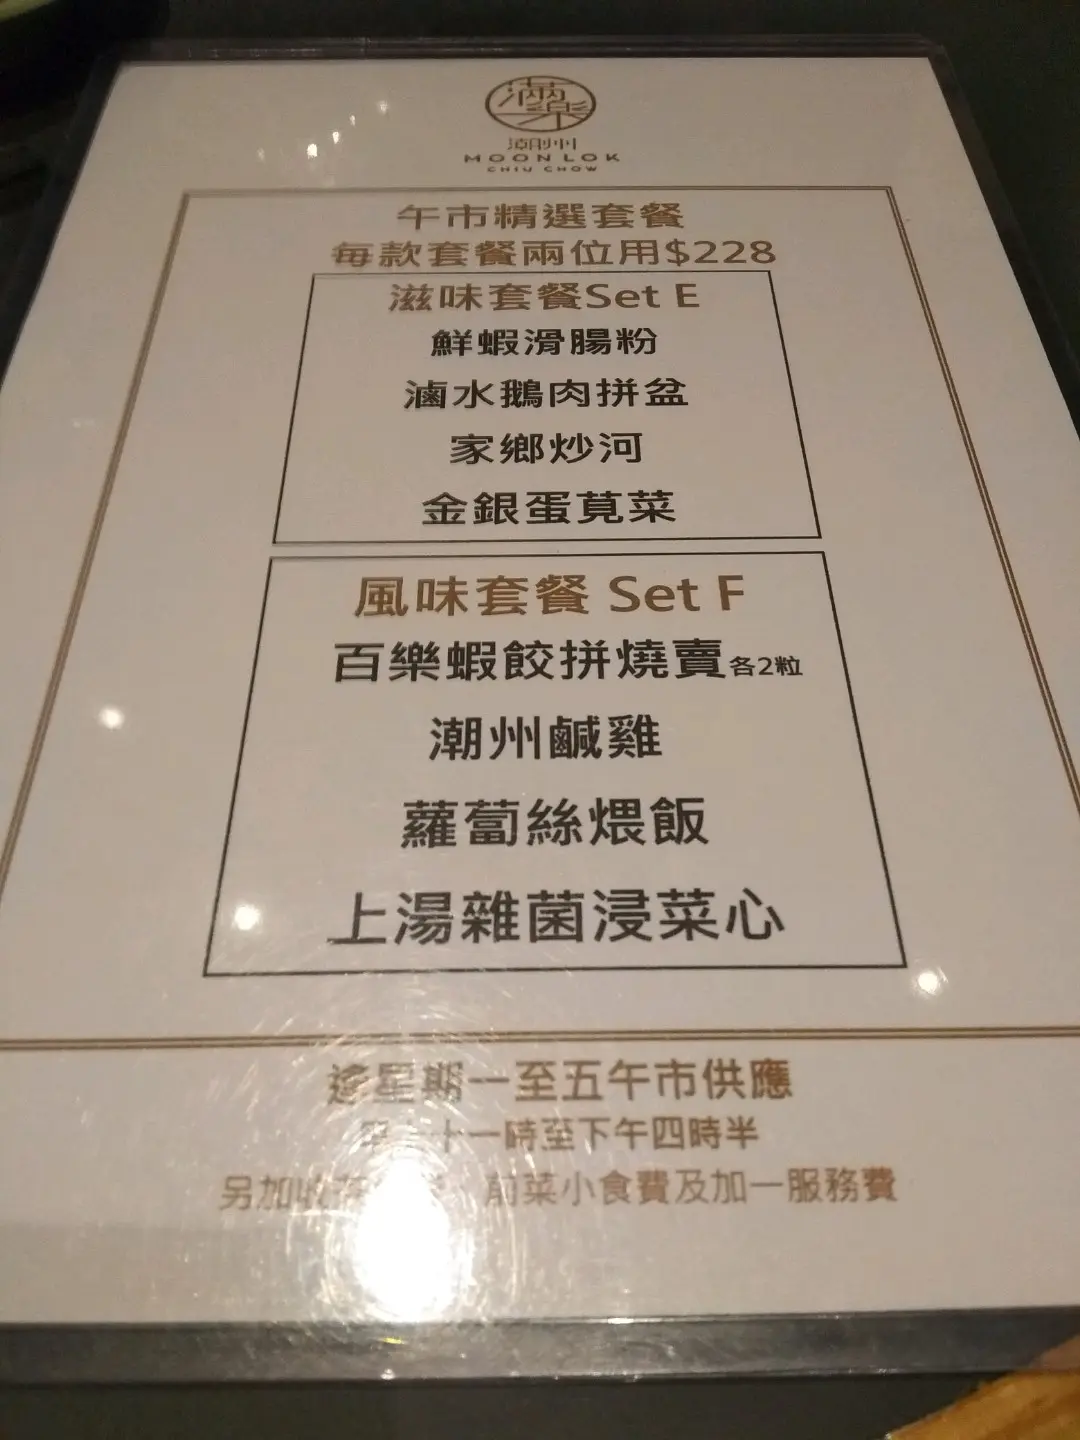 滿樂
潮州
MOON LOK
CHIU CHOW
午市精選套餐
每款套餐兩位用$228
滋味套餐Set E
鮮蝦滑腸粉
滷水鵝肉拼盆
家鄉炒河
金銀蛋莧菜
風味套餐 Set F
百樂蝦餃拼燒賣各2粒
潮州鹹雞
蘿蔔絲煨飯
上湯雜菌浸菜心
逢星期一至五午市供應
十一時至下午四時半
另加收 前菜小食費及加一服務費